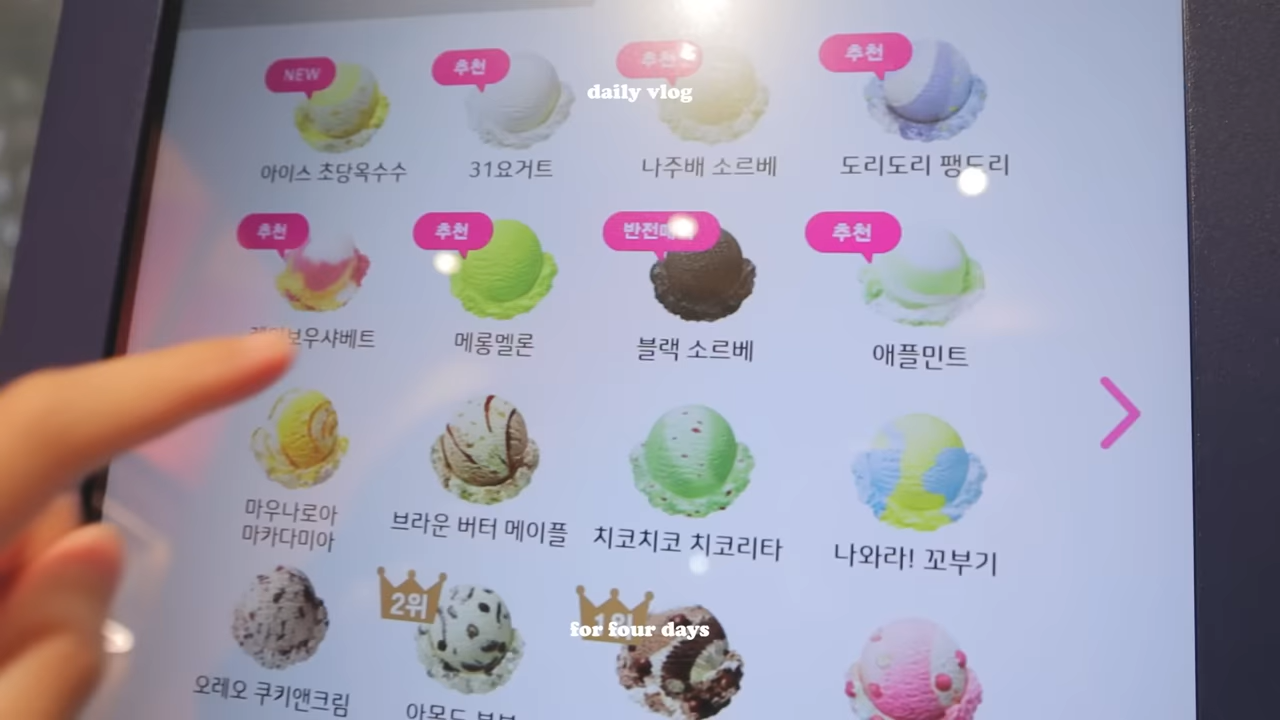 NEW
추천
추천
추천
daily vlog
아이스 초당옥수수
31요거트
나주배 소르베
도리도리 팽도리
추천
추천
추천
메롱멜론
블랙 소르베
애플민트
마우나로아
마카다미아
브라운 버터 메이플
치코치코 치코리타
나와라! 꼬부기
2위
1위
for four days
오레오 쿠키앤크림
아몬드